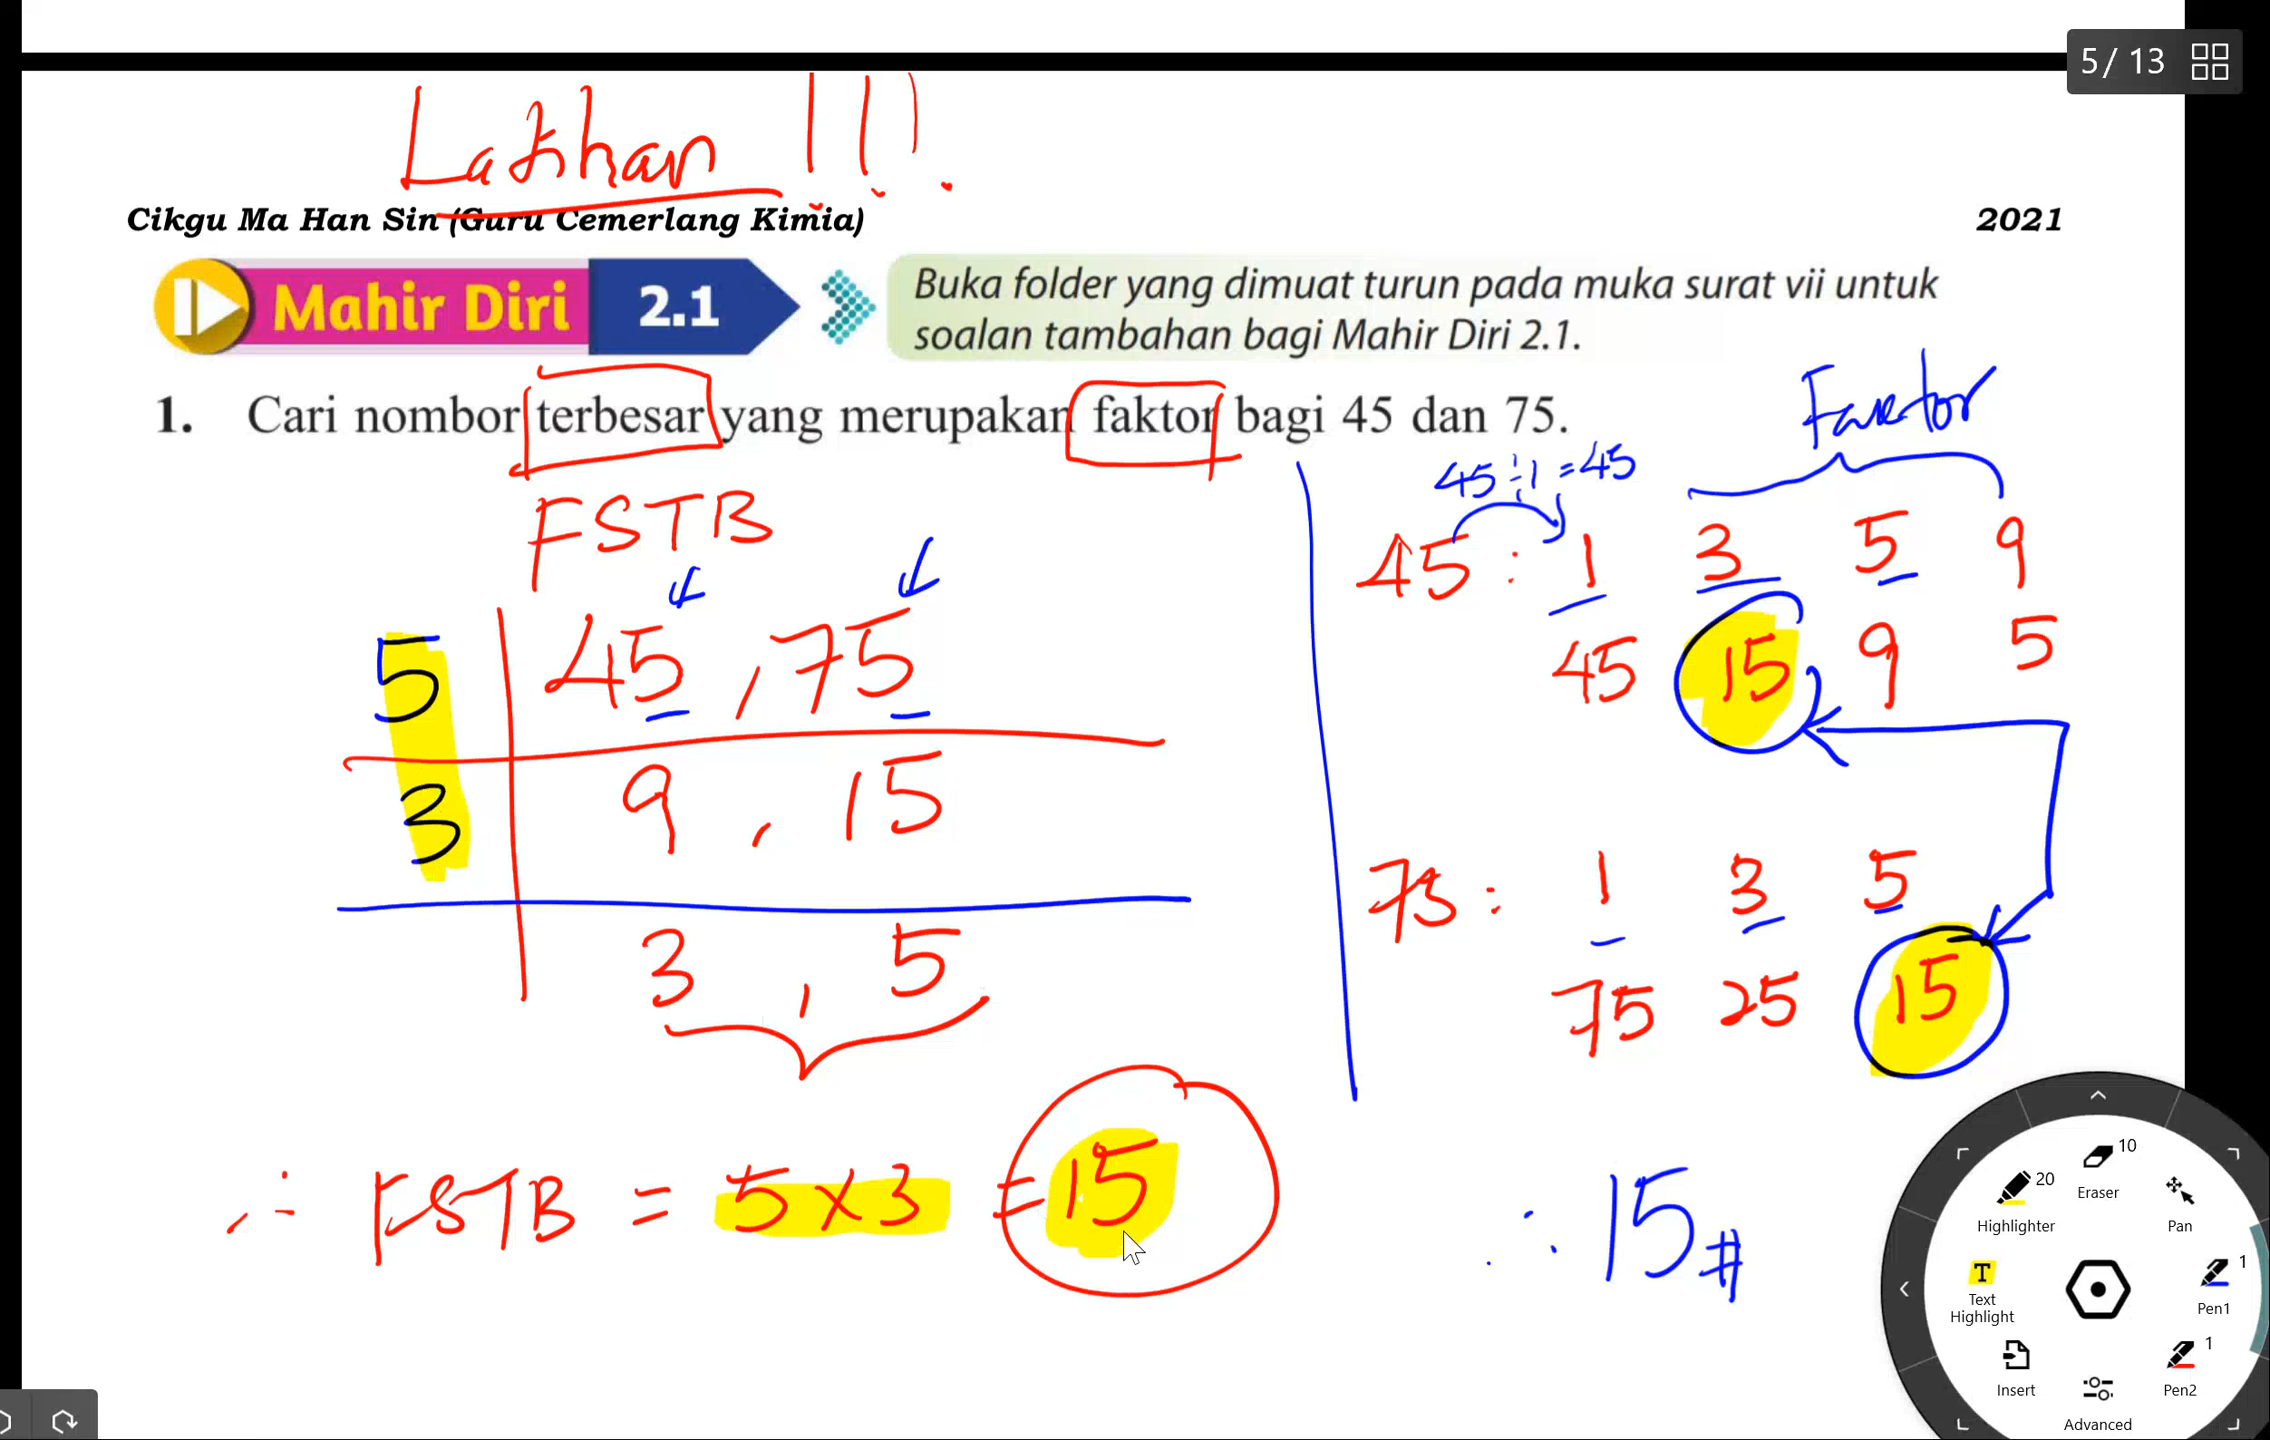 5 / 13
Latihan !!!
Cikgu Ma Han Sin (Guru Cemerlang Kimia) 2021
Mahir Diri 2.1
Buka folder yang dimuat turun pada muka surat vii untuk
soalan tambahan bagi Mahir Diri 2.1.
1. Cari nombor terbesar yang merupakan faktor bagi 45 dan 75.
FSTB
5 45 , 75
3 9 , 15
3 , 5
∴ FSTB = 5 x 3 = 15
Faktor
45 ÷ 1 = 45
45 : 1 3 5 9
45 15 9 5
75 : 1 3 5
75 25 15
∴ 15 #
10
Eraser
20
Highlighter
Pan
T
Text
Highlight
1
Pen1
Insert
1
Pen2
Advanced